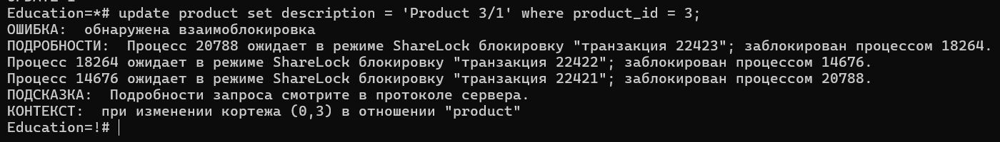 Education=*# update product set description = 'Product 3/1' where product_id = 3;
ОШИБКА:  обнаружена взаимоблокировка
ПОДРОБНОСТИ:  Процесс 20788 ожидает в режиме ShareLock блокировку "транзакция 22423"; заблокирован процессом 18264.
Процесс 18264 ожидает в режиме ShareLock блокировку "транзакция 22422"; заблокирован процессом 14676.
Процесс 14676 ожидает в режиме ShareLock блокировку "транзакция 22421"; заблокирован процессом 20788.
ПОДСКАЗКА:  Подробности запроса смотрите в протоколе сервера.
КОНТЕКСТ:  при изменении кортежа (0,3) в отношении "product"
Education=!#